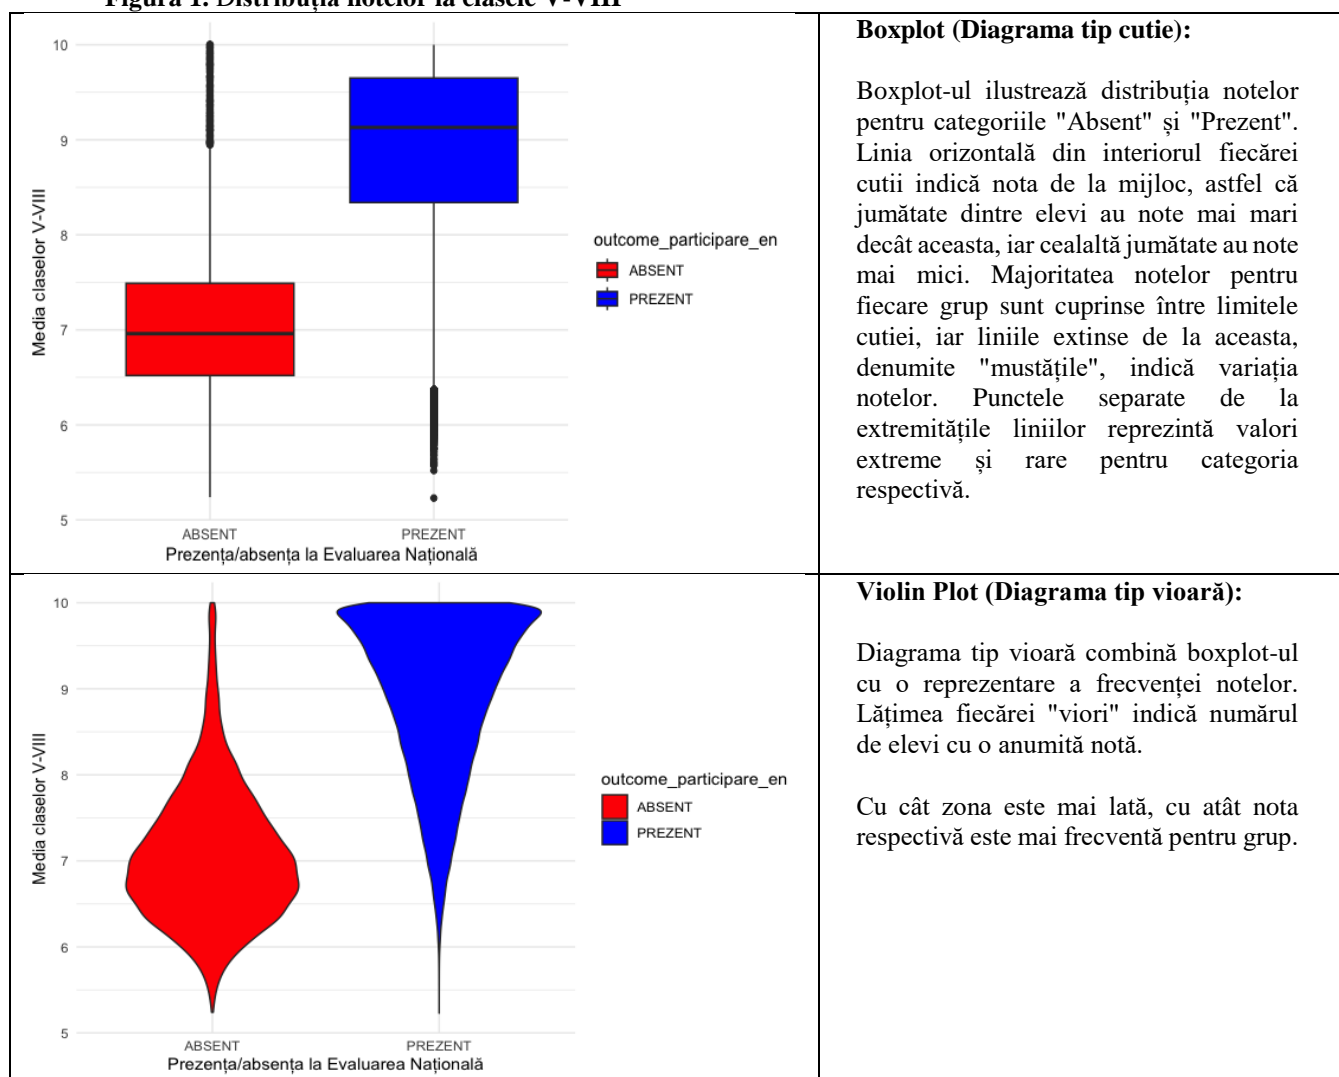 Figura 1. Distribuția notelor la clasele V-VIII
10
9
8
7
6
5
Media claselor V-VIII
ABSENT
PREZENT
Prezența/absența la Evaluarea Națională
outcome_participare_en
ABSENT
PREZENT
Boxplot (Diagrama tip cutie):
Boxplot-ul ilustrează distribuția notelor
pentru categoriile "Absent" și "Prezent".
Linia orizontală din interiorul fiecărei
cutii indică nota de la mijloc, astfel că
jumătate dintre elevi au note mai mari
decât aceasta, iar cealaltă jumătate au note
mai mici. Majoritatea notelor pentru
fiecare grup sunt cuprinse între limitele
cutiei, iar liniile extinse de la aceasta,
denumite "mustățile", indică variația
notelor. Punctele separate de la
extremitățile liniilor reprezintă valori
extreme și rare pentru categoria
respectivă.
10
9
8
7
6
5
Media claselor V-VIII
ABSENT
PREZENT
Prezența/absența la Evaluarea Națională
outcome_participare_en
ABSENT
PREZENT
Violin Plot (Diagrama tip vioară):
Diagrama tip vioară combină boxplot-ul
cu o reprezentare a frecvenței notelor.
Lățimea fiecărei "viori" indică numărul
de elevi cu o anumită notă.
Cu cât zona este mai lată, cu atât nota
respectivă este mai frecventă pentru grup.